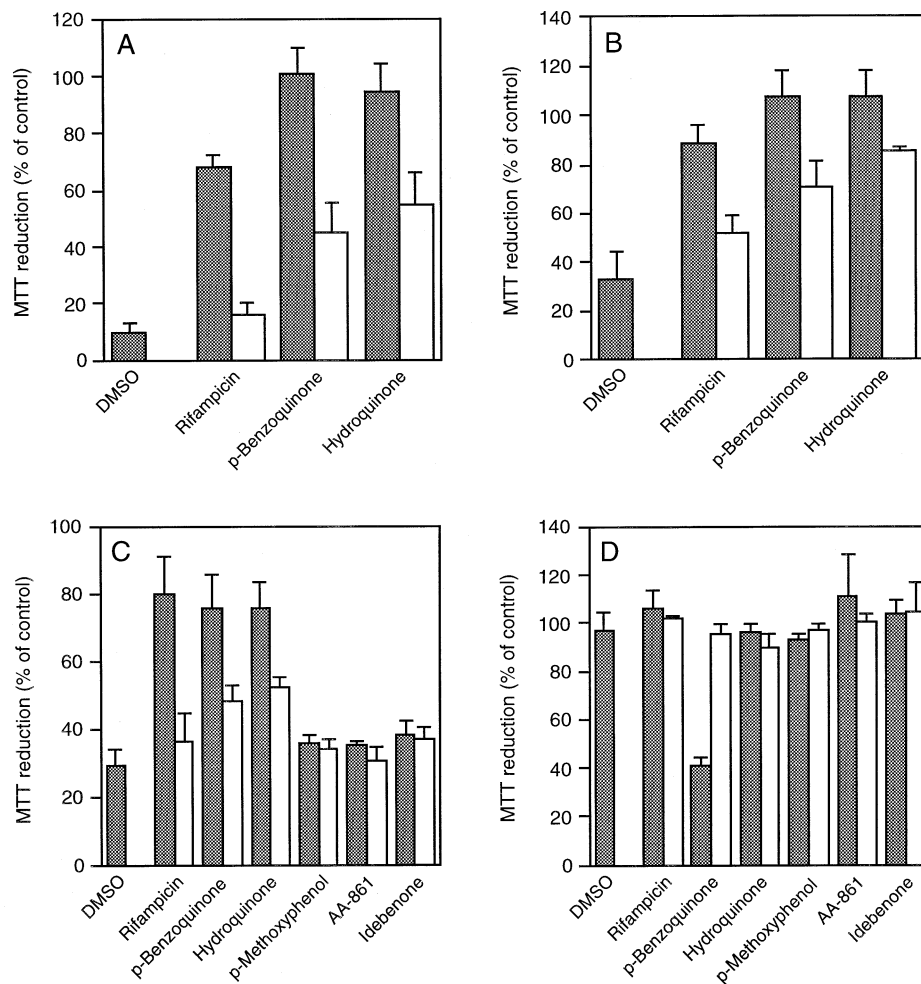 A
MTT reduction (% of control)
120
100
80
60
40
20
0
DMSO
Rifampicin
p-Benzoquinone
Hydroquinone
B
MTT reduction (% of control)
140
120
100
80
60
40
20
0
DMSO
Rifampicin
p-Benzoquinone
Hydroquinone
C
MTT reduction (% of control)
100
80
60
40
20
0
DMSO
Rifampicin
p-Benzoquinone
Hydroquinone
p-Methoxyphenol
AA-861
Idebenone
D
MTT reduction (% of control)
140
120
100
80
60
40
20
0
DMSO
Rifampicin
p-Benzoquinone
Hydroquinone
p-Methoxyphenol
AA-861
Idebenone